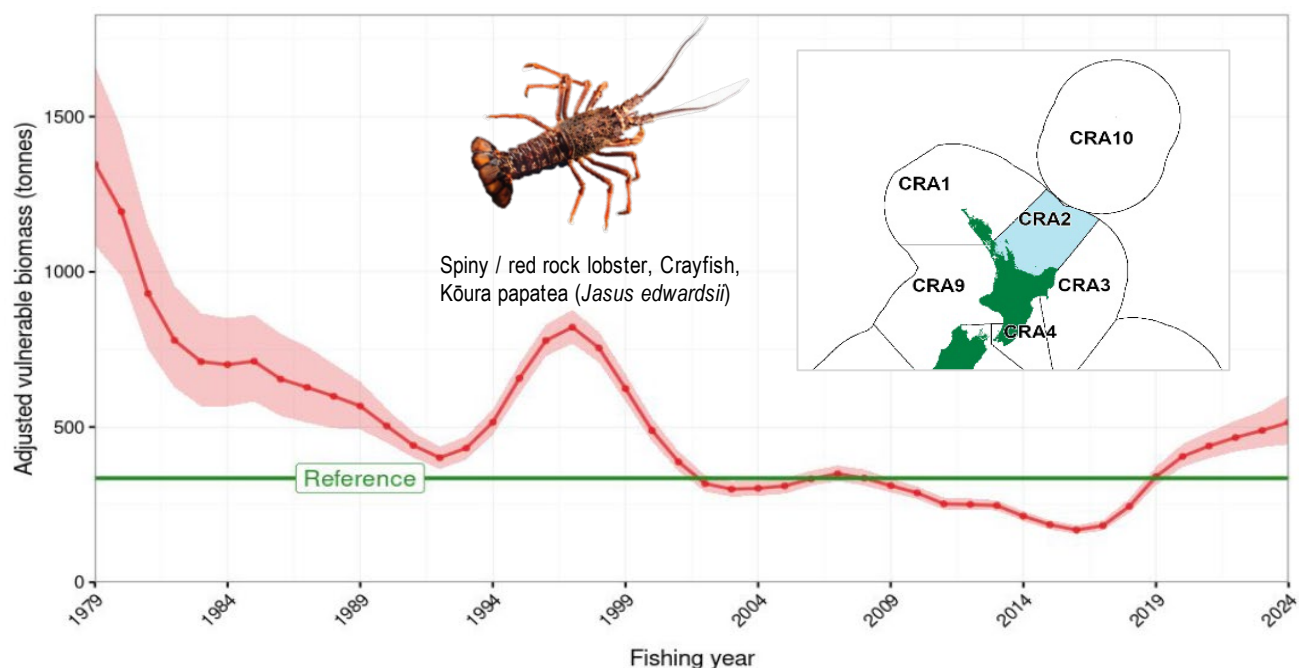 Adjusted vulnerable biomass (tonnes)
1500
1000
500
0
Reference
Spiny / red rock lobster, Crayfish,
Kōura papatea (Jasus edwardsii)
CRA10
CRA1
CRA2
CRA9
CRA3
CRA4
1979
1984
1989
1994
1999
2004
2009
2014
2019
2024
Fishing year